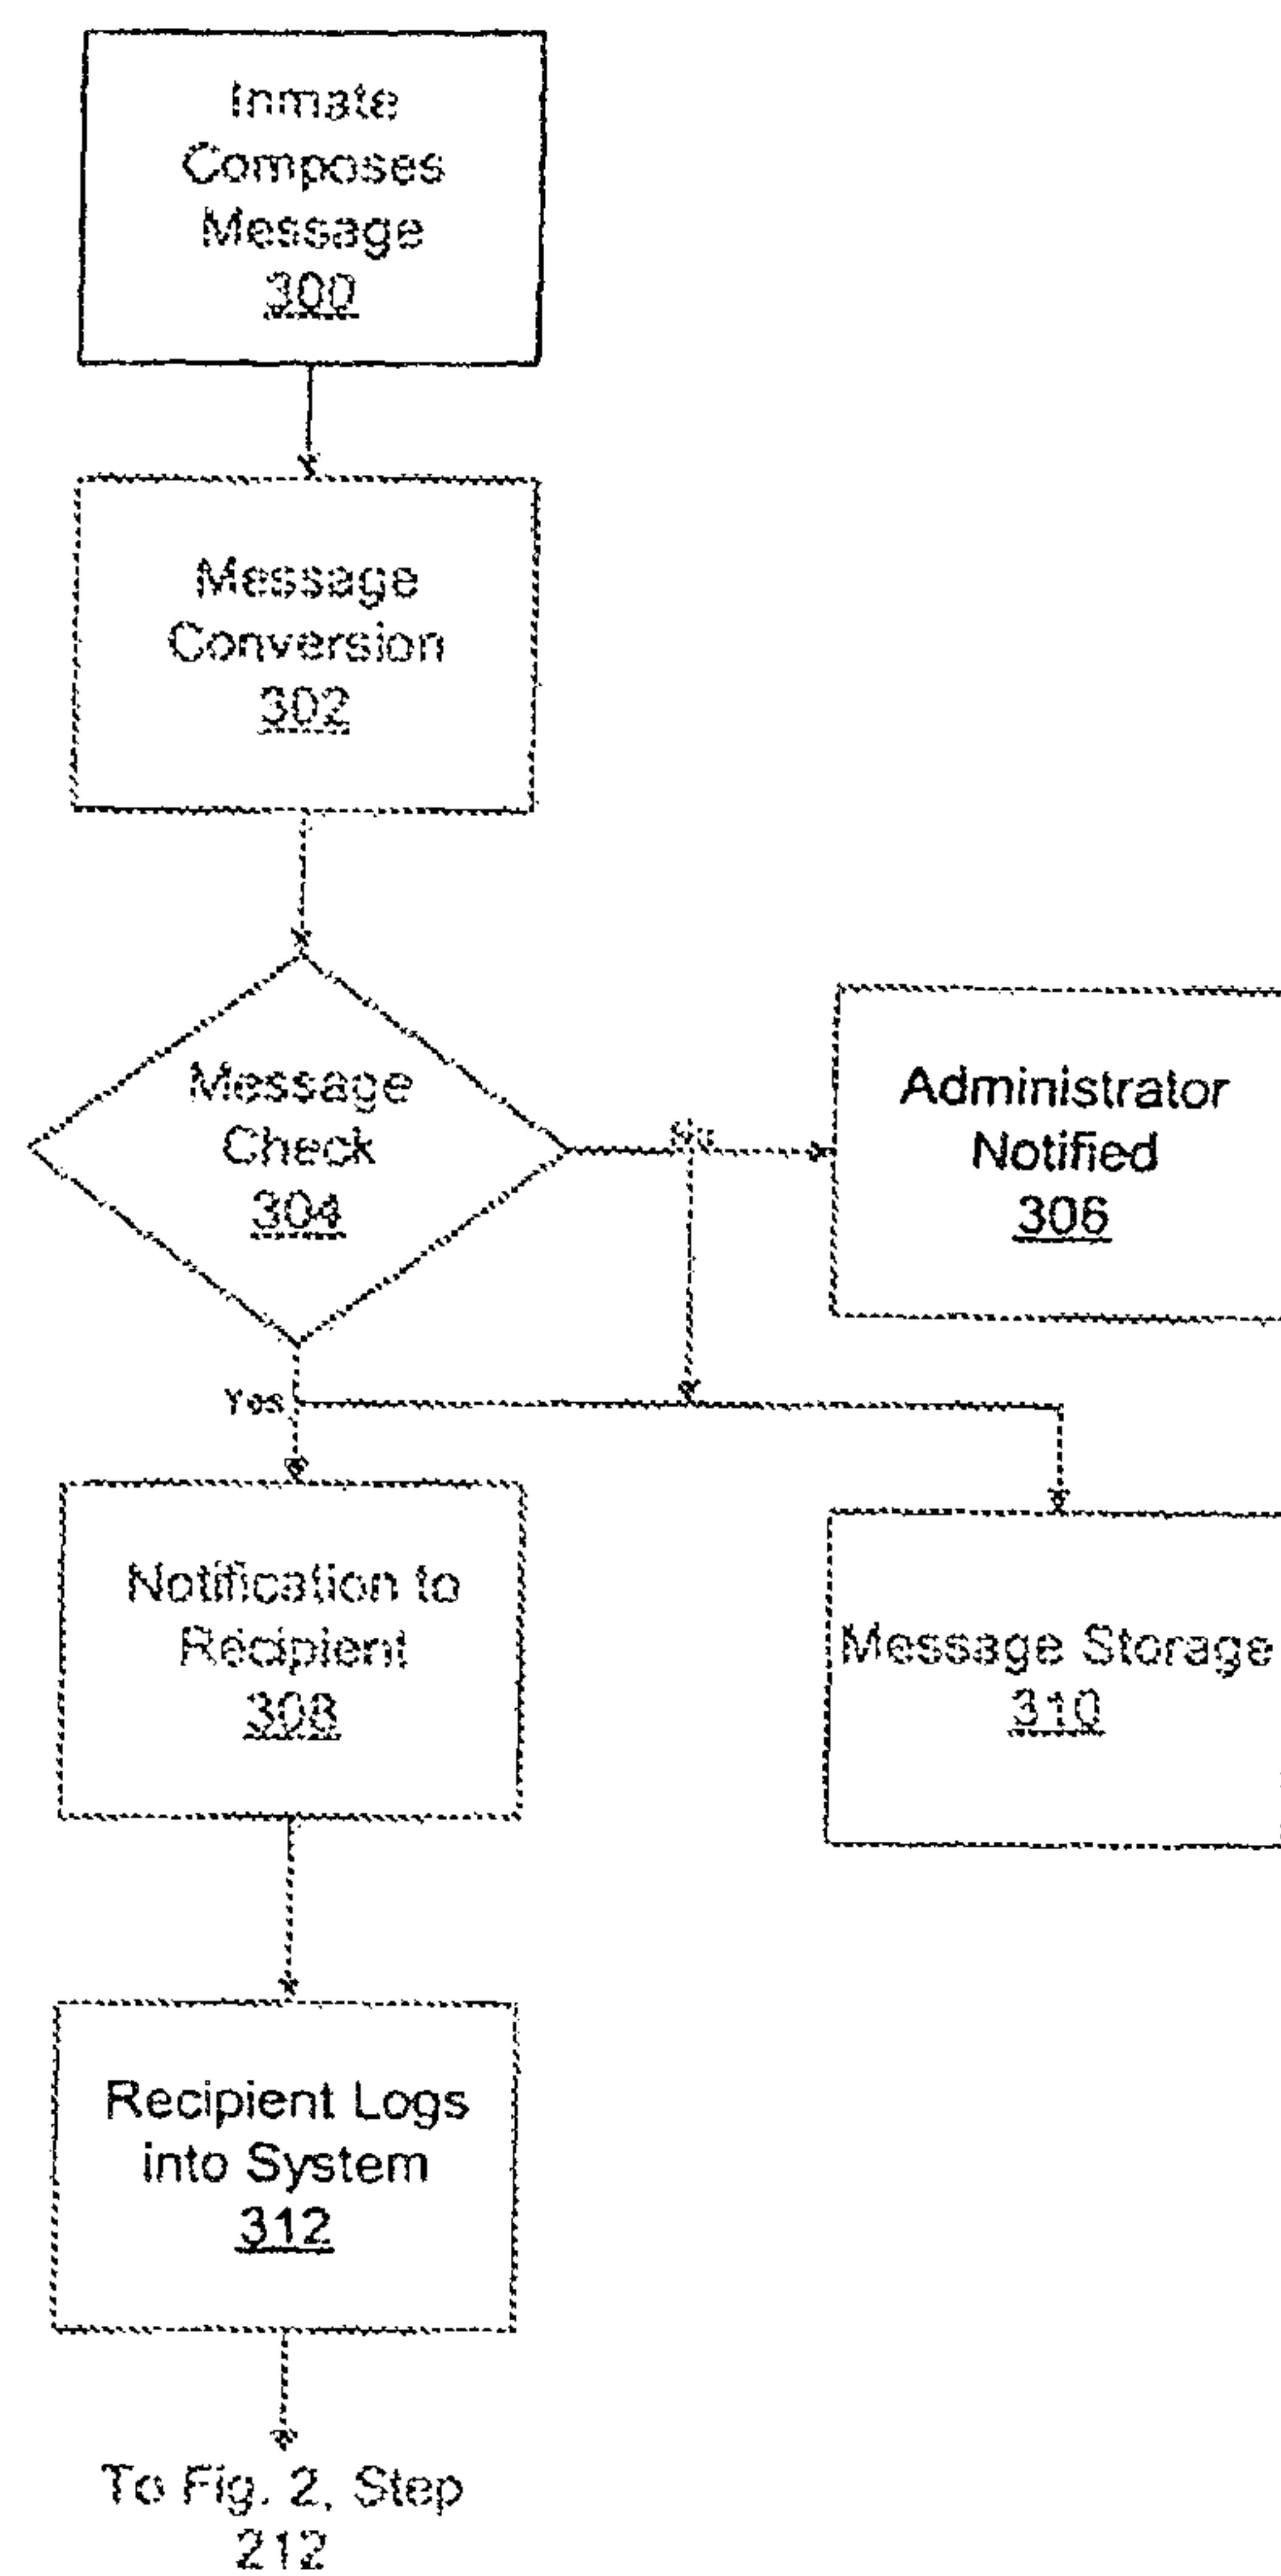 Inmate
Composes
Message
300
Message
Conversion
302
Message
Check
304
No
Administrator
Notified
306
Yes
Notification to
Recipient
308
Message Storage
310
Recipient Logs
into System
312
To Fig. 2, Step
212